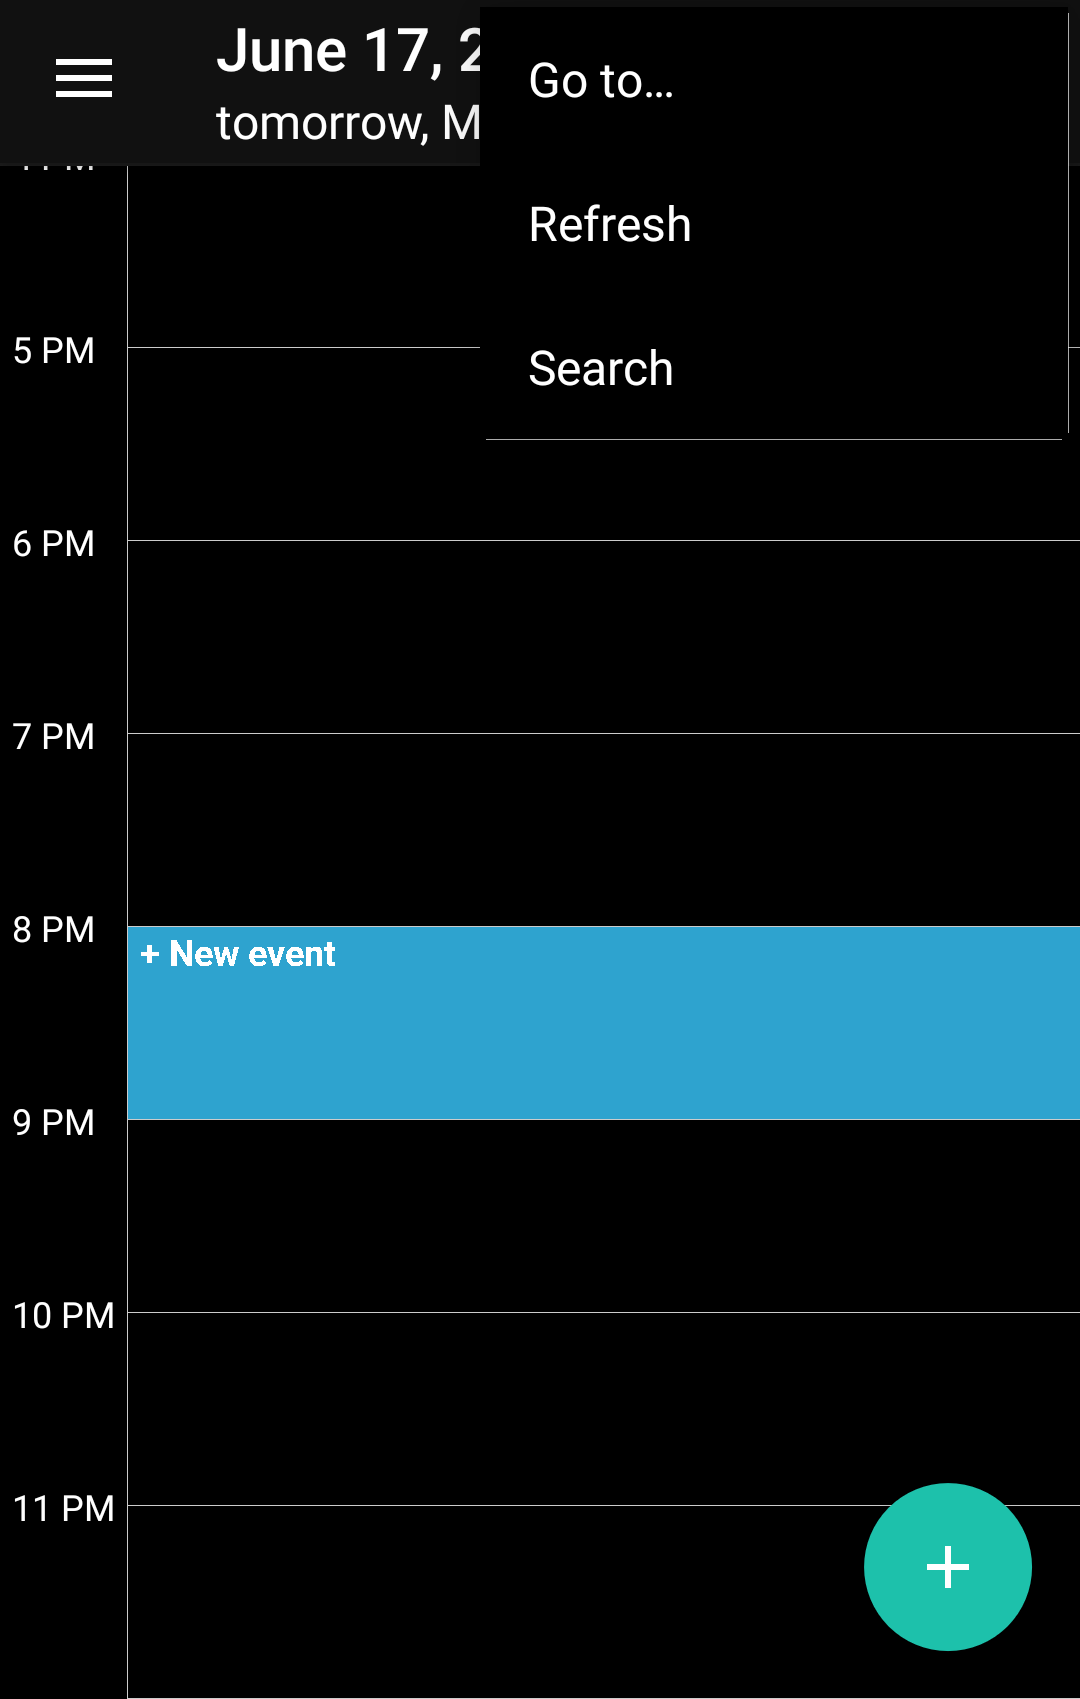 June 17, 2
tomorrow, M
Go to...
Refresh
Search
5 PM
6 PM
7 PM
8 PM
+ New event
9 PM
10 PM
11 PM